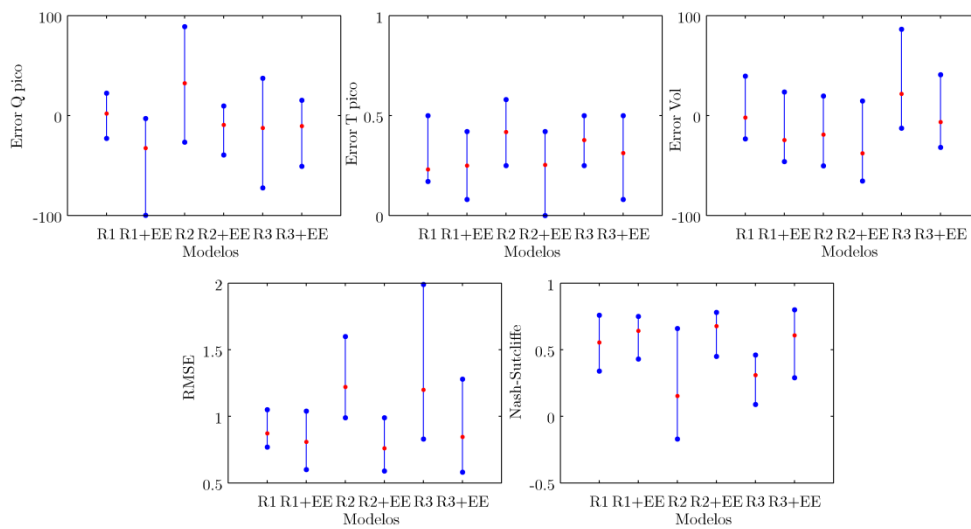 Error Q pico
100
0
-100
R1 R1+EE R2 R2+EE R3 R3+EE
Modelos
Error T pico
1
0.5
0
R1 R1+EE R2 R2+EE R3 R3+EE
Modelos
Error Vol
100
0
-100
R1 R1+EE R2 R2+EE R3 R3+EE
Modelos
RMSE
2
1.5
1
0.5
R1 R1+EE R2 R2+EE R3 R3+EE
Modelos
Nash-Sutcliffe
1
0.5
0
-0.5
R1 R1+EE R2 R2+EE R3 R3+EE
Modelos